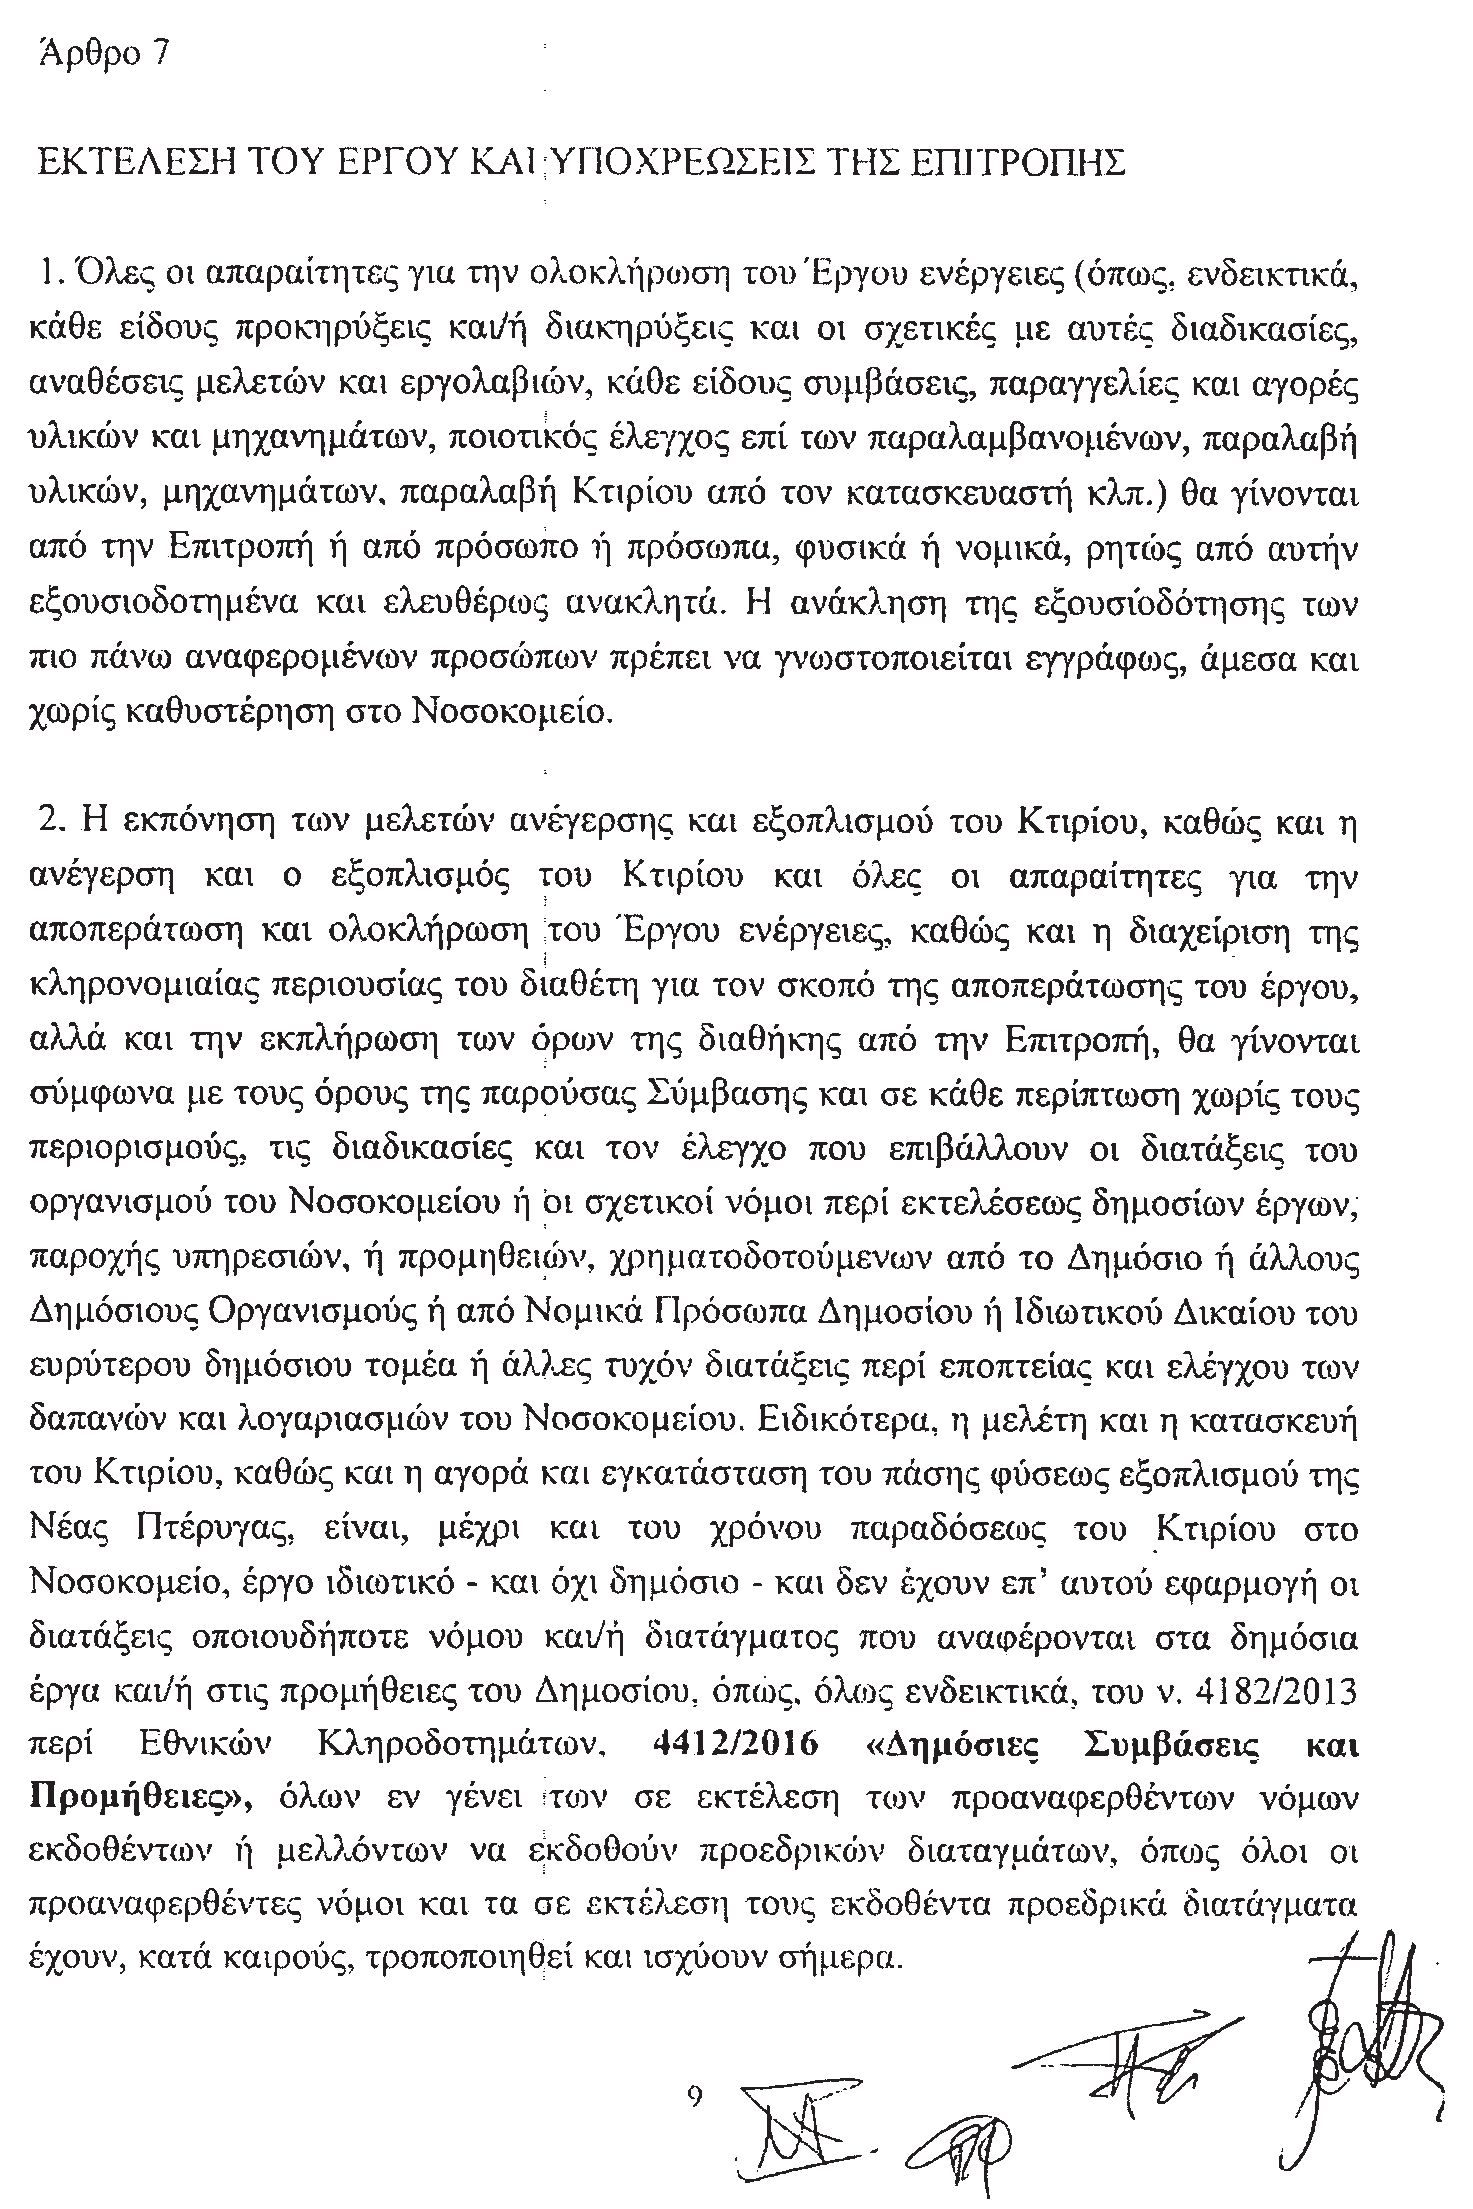 Άρθρο 7
ΕΚΤΕΛΕΣΗ ΤΟΥ ΕΡΓΟΥ ΚΑΙ ΥΠΟΧΡΕΩΣΕΙΣ ΤΗΣ ΕΠΙΤΡΟΠΗΣ
1. Όλες οι απαραίτητες για την ολοκλήρωση του Έργου ενέργειες (όπως, ενδεικτικά,
κάθε είδους προκηρύξεις και/ή διακηρύξεις και οι σχετικές με αυτές διαδικασίες,
αναθέσεις μελετών και εργολαβιών, κάθε είδους συμβάσεις, παραγγελίες και αγορές
υλικών και μηχανημάτων, ποιοτικός έλεγχος επί των παραλαμβανομένων, παραλαβή
υλικών, μηχανημάτων, παραλαβή Κτιρίου από τον κατασκευαστή κλπ.) θα γίνονται
από την Επιτροπή ή από πρόσωπο ή πρόσωπα, φυσικά ή νομικά, ρητώς από αυτήν
εξουσιοδοτημένα και ελευθέρως ανακλητά. Η ανάκληση της εξουσιοδότησης των
πιο πάνω αναφερομένων προσώπων πρέπει να γνωστοποιείται εγγράφως, άμεσα και
χωρίς καθυστέρηση στο Νοσοκομείο.
2. Η εκπόνηση των μελετών ανέγερσης και εξοπλισμού του Κτιρίου, καθώς και η
ανέγερση και ο εξοπλισμός του Κτιρίου και όλες οι απαραίτητες για την
αποπεράτωση και ολοκλήρωση του Έργου ενέργειες, καθώς και η διαχείριση της
κληρονομιαίας περιουσίας του διαθέτη για τον σκοπό της αποπεράτωσης του έργου,
αλλά και την εκπλήρωση των όρων της διαθήκης από την Επιτροπή, θα γίνονται
σύμφωνα με τους όρους της παρούσας Σύμβασης και σε κάθε περίπτωση χωρίς τους
περιορισμούς, τις διαδικασίες και τον έλεγχο που επιβάλλουν οι διατάξεις του
οργανισμού του Νοσοκομείου ή οι σχετικοί νόμοι περί εκτελέσεως δημοσίων έργων,
παροχής υπηρεσιών, ή προμηθειών, χρηματοδοτούμενων από το Δημόσιο ή άλλους
Δημόσιους Οργανισμούς ή από Νομικά Πρόσωπα Δημοσίου ή Ιδιωτικού Δικαίου του
ευρύτερου δημόσιου τομέα ή άλλες τυχόν διατάξεις περί εποπτείας και ελέγχου των
δαπανών και λογαριασμών του Νοσοκομείου. Ειδικότερα, η μελέτη και η κατασκευή
του Κτιρίου, καθώς και η αγορά και εγκατάσταση του πάσης φύσεως εξοπλισμού της
Νέας Πτέρυγας, είναι, μέχρι και του χρόνου παραδόσεως του Κτιρίου στο
Νοσοκομείο, έργο ιδιωτικό - και όχι δημόσιο - και δεν έχουν επ’ αυτού εφαρμογή οι
διατάξεις οποιουδήποτε νόμου και/ή διατάγματος που αναφέρονται στα δημόσια
έργα και/ή στις προμήθειες του Δημοσίου, όπως, όλως ενδεικτικά, του ν. 4182/2013
περί Εθνικών Κληροδοτημάτων, 4412/2016 «Δημόσιες Συμβάσεις και
Προμήθειες», όλων εν γένει των σε εκτέλεση των προαναφερθέντων νόμων
εκδοθέντων ή μελλόντων να εκδοθούν προεδρικών διαταγμάτων, όπως όλοι οι
προαναφερθέντες νόμοι και τα σε εκτέλεση τους εκδοθέντα προεδρικά διατάγματα
έχουν, κατά καιρούς, τροποποιηθεί και ισχύουν σήμερα.
9